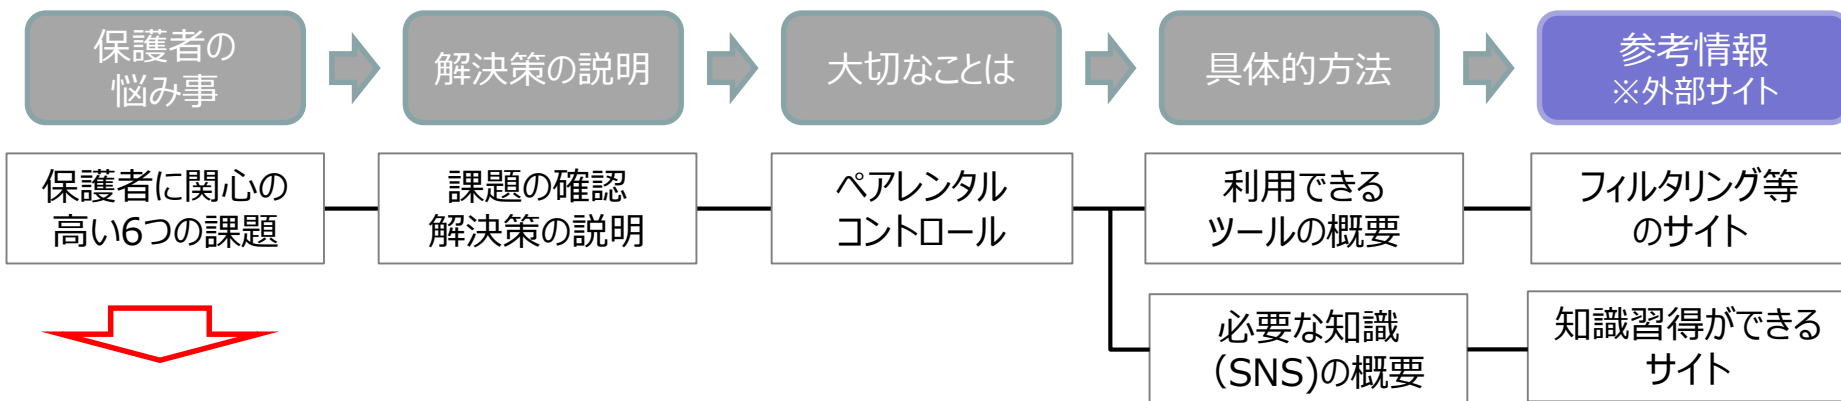 保護者の
悩み事
解決策の説明
大切なことは
具体的方法
参考情報
※外部サイト
保護者に関心の
高い6つの課題
課題の確認
解決策の説明
ペアレンタル
コントロール
利用できる
ツールの概要
フィルタリング等
のサイト
必要な知識
（SNS)の概要
知識習得ができる
サイト